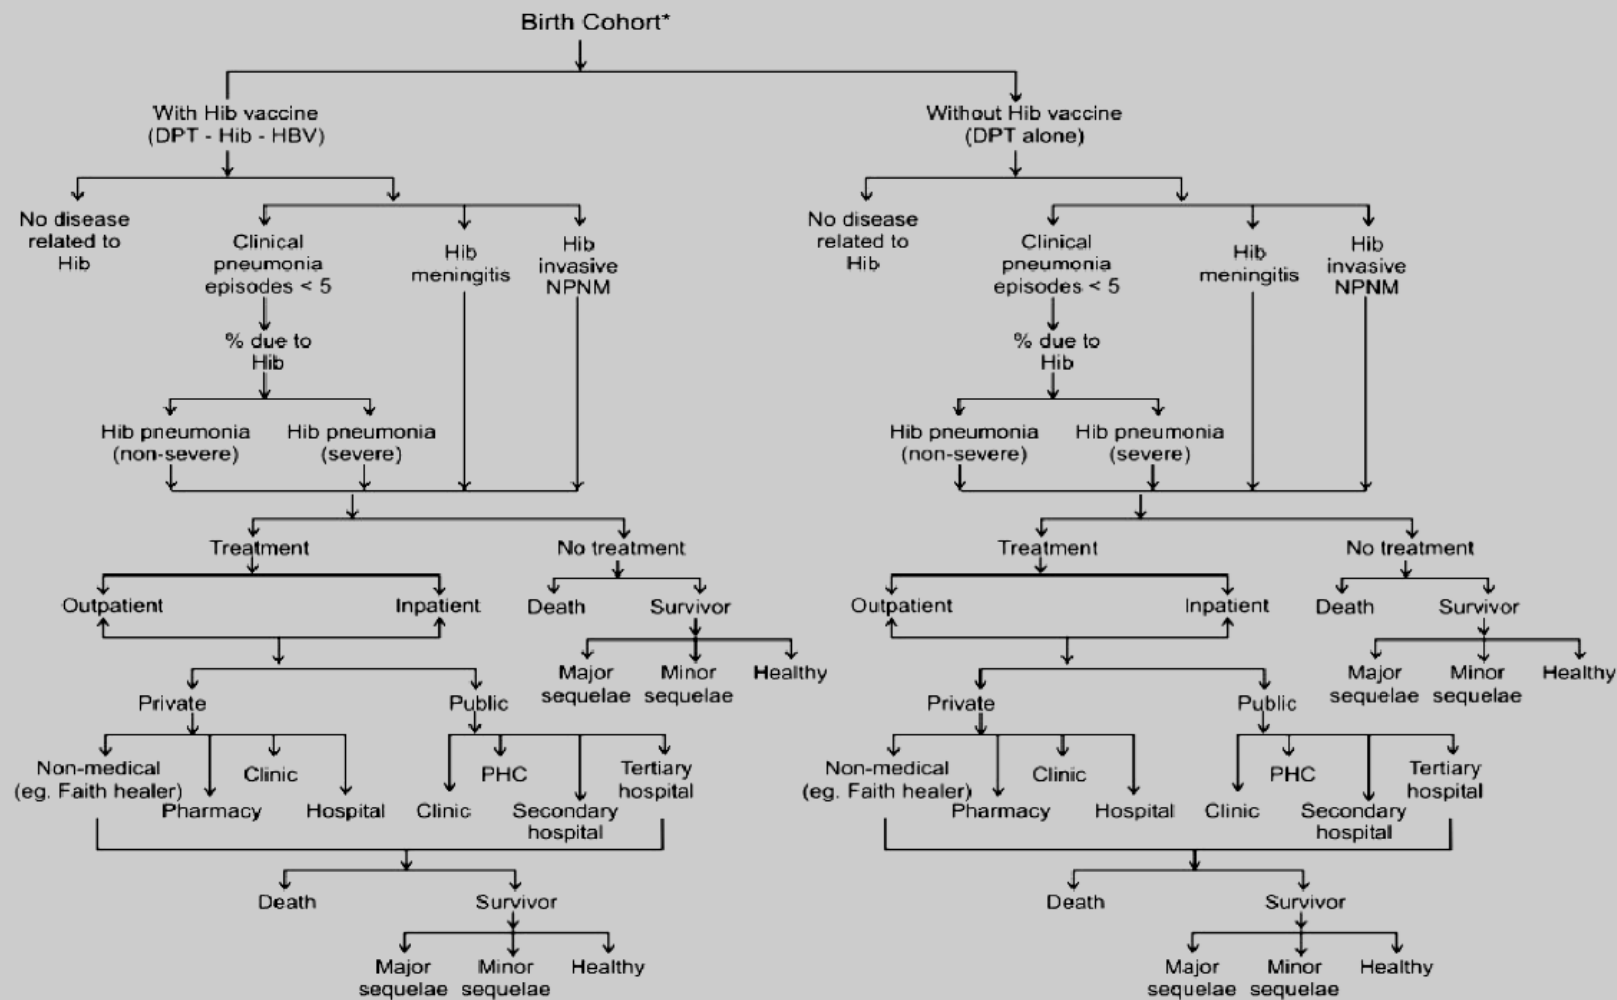 Birth Cohort*
With Hib vaccine
(DPT - Hib - HBV)
No disease
related to
Hib
Clinical
pneumonia
episodes < 5
Hib
meningitis
Hib
invasive
NPNM
% due to
Hib
Hib pneumonia
(non-severe)
Hib pneumonia
(severe)
Treatment
No treatment
Outpatient
Inpatient
Death
Survivor
Major
sequelae
Minor
sequelae
Healthy
Private
Public
Non-medical
(eg. Faith healer)
Pharmacy
Clinic
Hospital
Clinic
PHC
Secondary
hospital
Tertiary
hospital
Death
Survivor
Major
sequelae
Minor
sequelae
Healthy
Without Hib vaccine
(DPT alone)
No disease
related to
Hib
Clinical
pneumonia
episodes < 5
Hib
meningitis
Hib
invasive
NPNM
% due to
Hib
Hib pneumonia
(non-severe)
Hib pneumonia
(severe)
Treatment
No treatment
Outpatient
Inpatient
Death
Survivor
Major
sequelae
Minor
sequelae
Healthy
Private
Public
Non-medical
(eg. Faith healer)
Pharmacy
Clinic
Hospital
Clinic
PHC
Secondary
hospital
Tertiary
hospital
Death
Survivor
Major
sequelae
Minor
sequelae
Healthy